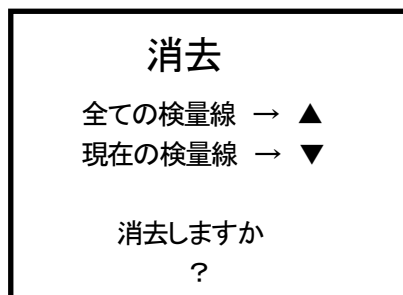 消去
全ての検量線 → ▲
現在の検量線 → ▼
消去しますか
？